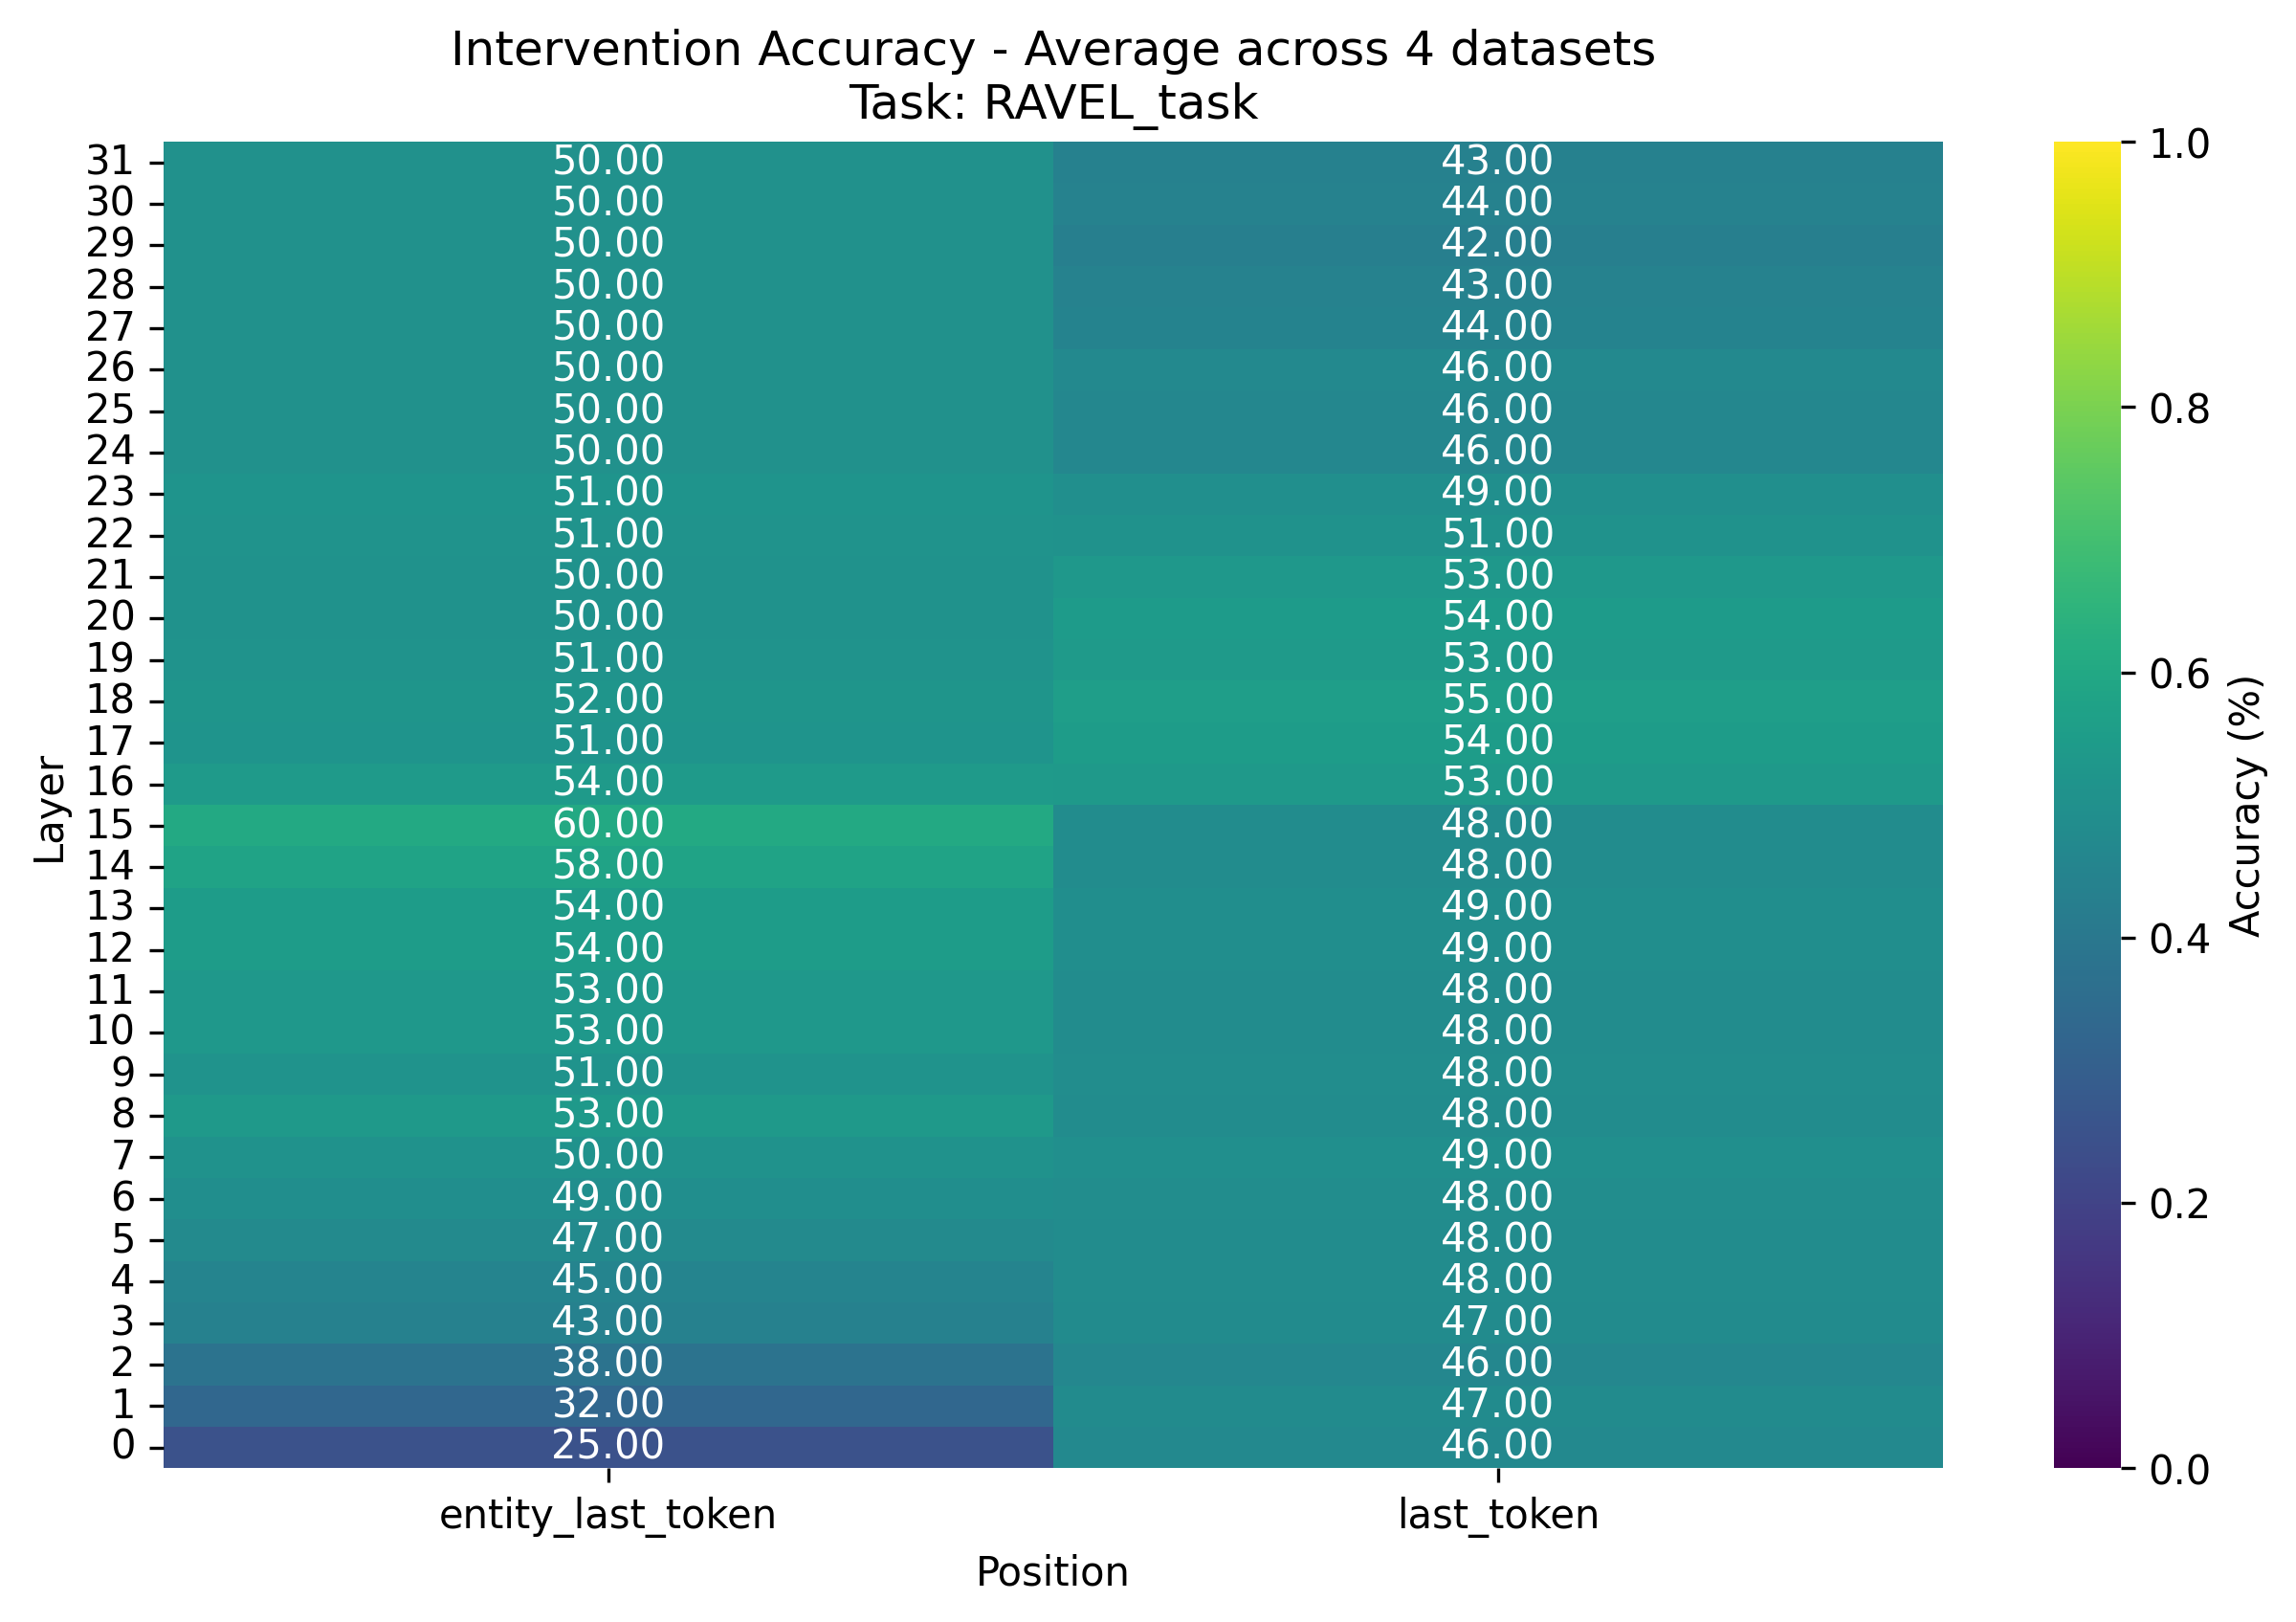 Intervention Accuracy - Average across 4 datasets
Task: RAVEL_task
31 50.00 43.00
30 50.00 44.00
29 50.00 42.00
28 50.00 43.00
27 50.00 44.00
26 50.00 46.00
25 50.00 46.00
24 50.00 46.00
23 51.00 49.00
22 51.00 51.00
21 50.00 53.00
20 50.00 54.00
19 51.00 53.00
18 52.00 55.00
17 51.00 54.00
16 54.00 53.00
15 60.00 48.00
14 58.00 48.00
13 54.00 49.00
12 54.00 49.00
11 53.00 48.00
10 53.00 48.00
9 51.00 48.00
8 53.00 48.00
7 50.00 49.00
6 49.00 48.00
5 47.00 48.00
4 45.00 48.00
3 43.00 47.00
2 38.00 46.00
1 32.00 47.00
0 25.00 46.00
entity_last_token last_token
Position
Layer
1.0
0.8
0.6
0.4
0.2
0.0
Accuracy (%)